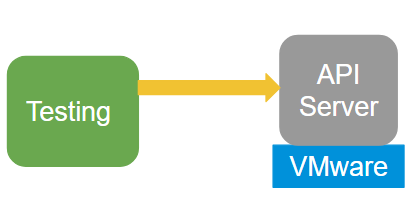 Testing
API
Server
VMware